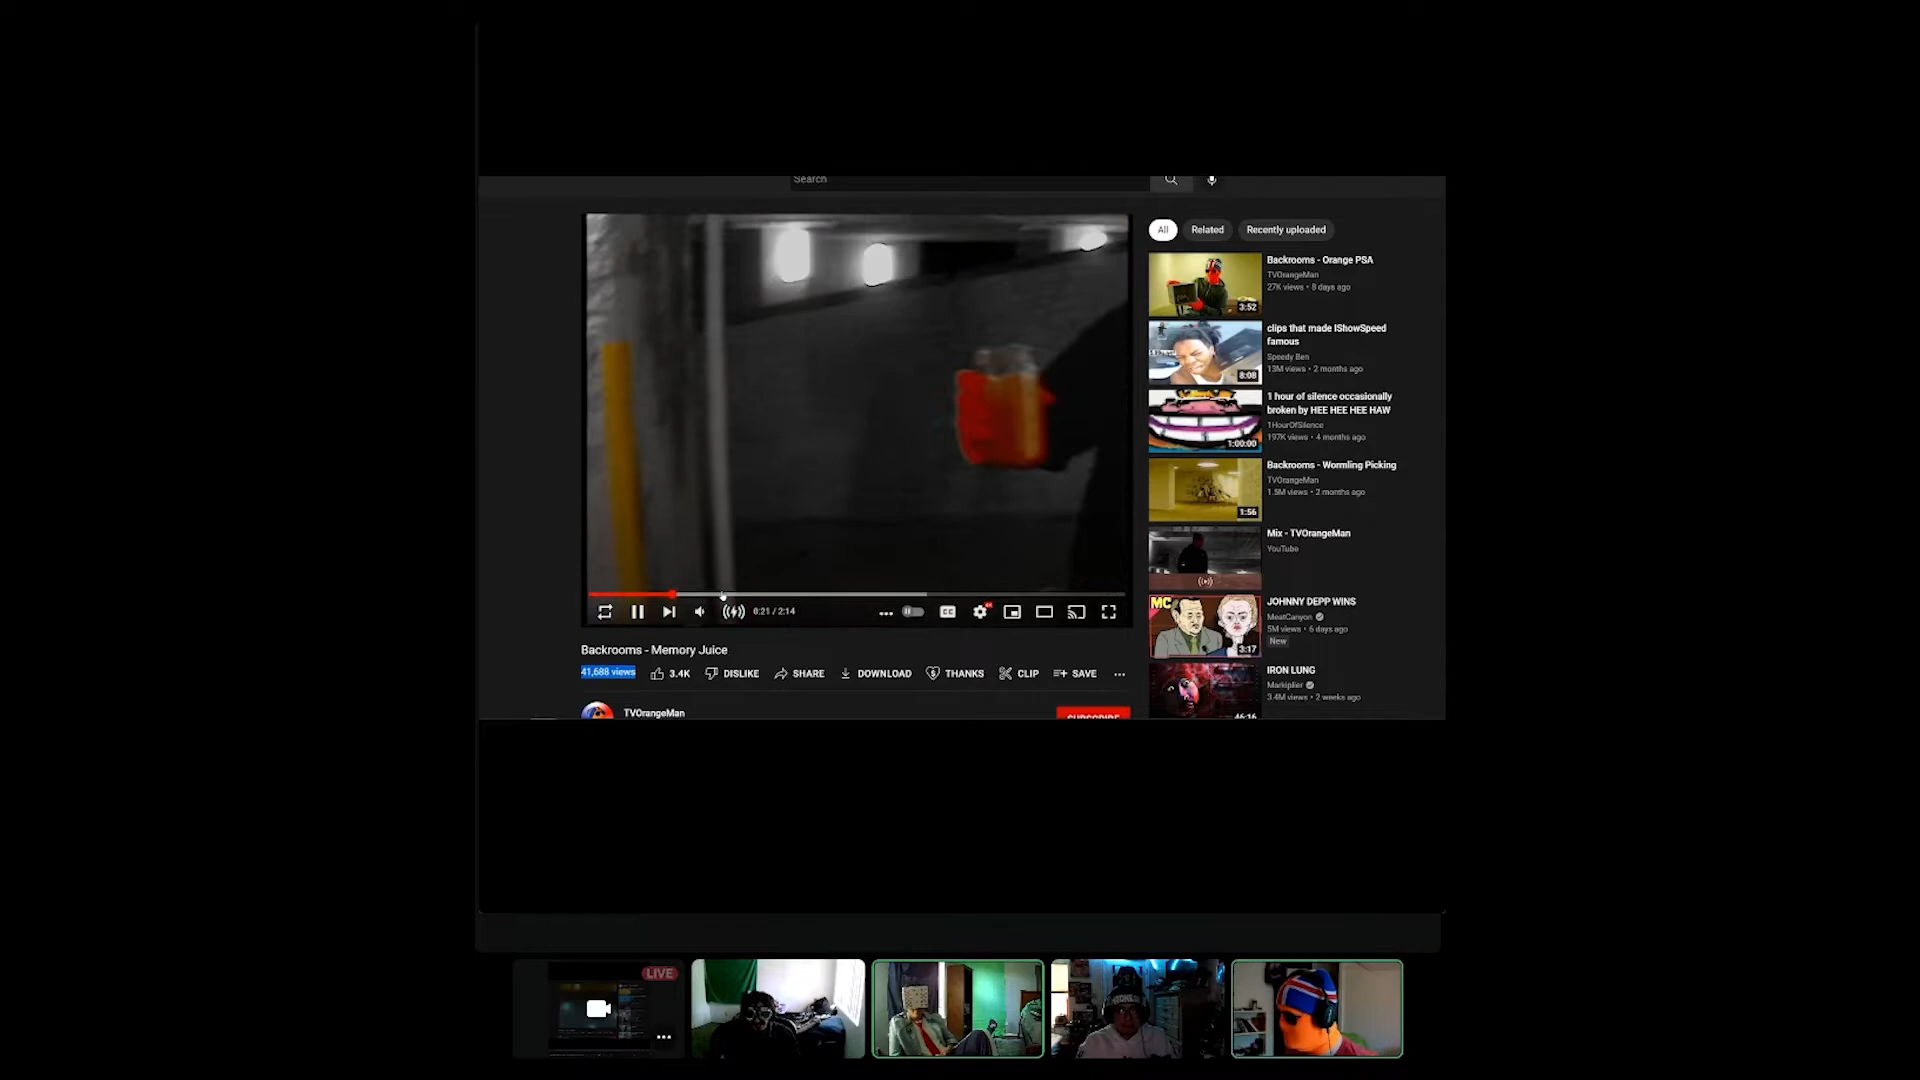 Search
All
Related
Recently uploaded
Backrooms - Orange PSA
TVOrangeMan
27K views • 8 days ago
3:52
clips that made IShowSpeed
famous
Speedy Ben
13M views • 2 months ago
8:08
1 hour of silence occasionally
broken by HEE HEE HEE HAW
1HourOfSilence
197K views • 4 months ago
1:00:00
Backrooms - Wormling Picking
TVOrangeMan
1.5M views • 2 months ago
1:56
Mix - TVOrangeMan
YouTube
MC
JOHNNY DEPP WINS
MeatCanyon
5M views • 6 days ago
New
3:17
IRON LUNG
Markiplier
3.4M views • 2 weeks ago
46:16
0:21 / 2:14
CC
Backrooms - Memory Juice
41,688 views
3.4K
DISLIKE
SHARE
DOWNLOAD
THANKS
CLIP
SAVE
TVOrangeMan
SUBSCRIBE
LIVE